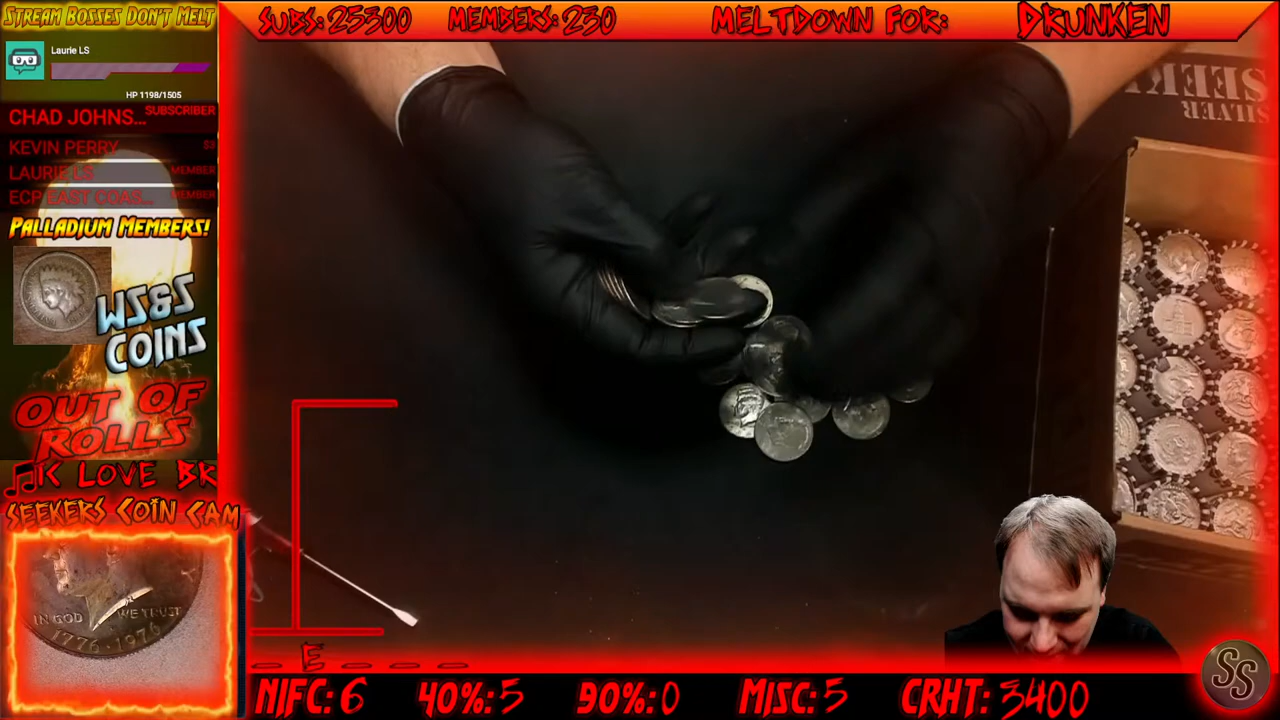 STREAM BOSSES DON'T MELT
SUBS: 25300 MEMBERS: 230 MELTDOWN FOR: DRUNKEN
Laurie LS
HP 1198/1505
CHAD JOHNS... SUBSCRIBER
KEVIN PERRY $3
LAURIE LS MEMBER
ECP EAST COAS... MEMBER
PALLADIUM MEMBERS!
WS&S
COINS
OUT OF
ROLLS
K LOVE BR
SEEKERS COIN CAM
IN GOD WE TRUST
1776 · 1976
SILVER
SEEK
_ E _ _ _
NIFC: 6 40%: 5 90%: 0 MISC: 5 CRHT: 3400
SS